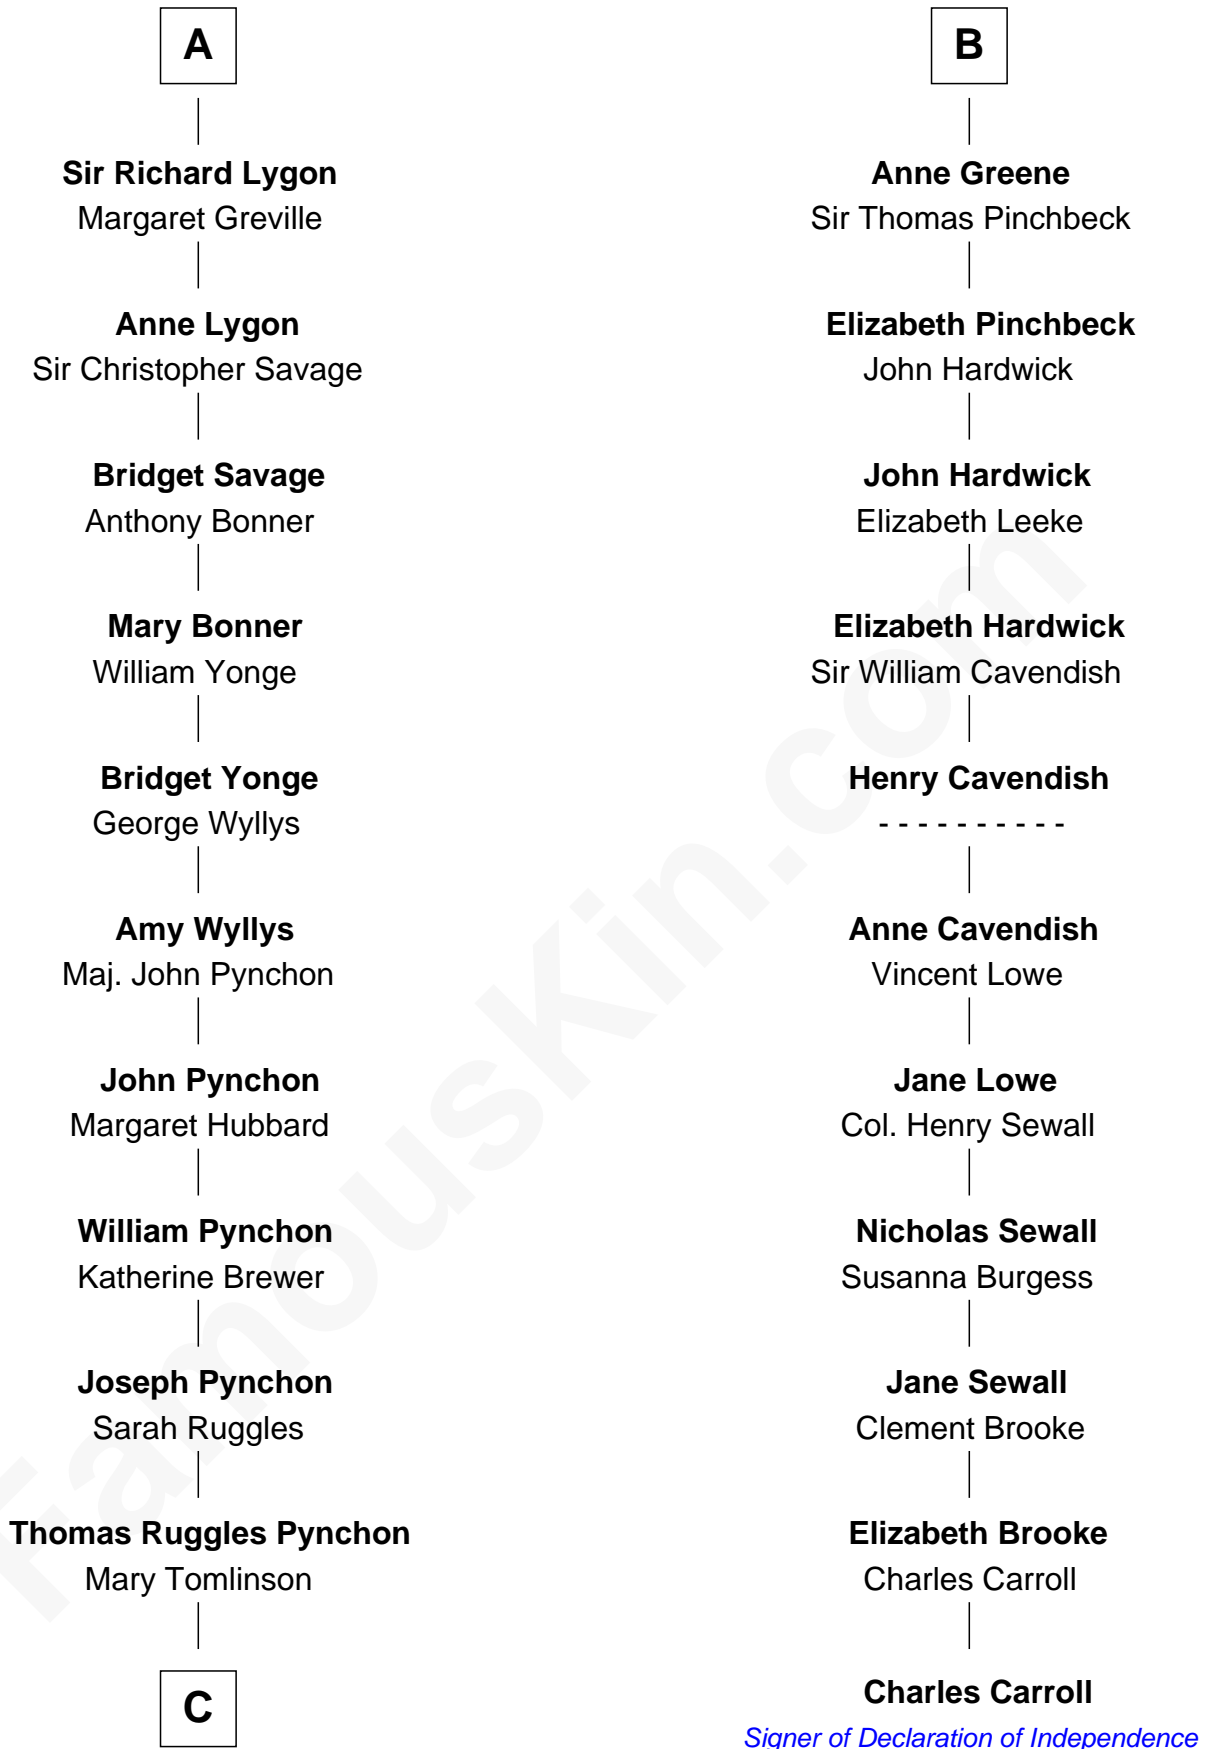 A
Sir Richard Lygon
Margaret Greville
Anne Lygon
Sir Christopher Savage
Bridget Savage
Anthony Bonner
Mary Bonner
William Yonge
Bridget Yonge
George Wyllys
Amy Wyllys
Maj. John Pynchon
John Pynchon
Margaret Hubbard
William Pynchon
Katherine Brewer
Joseph Pynchon
Sarah Ruggles
Thomas Ruggles Pynchon
Mary Tomlinson
C
B
Anne Greene
Sir Thomas Pinchbeck
Elizabeth Pinchbeck
John Hardwick
John Hardwick
Elizabeth Leeke
Elizabeth Hardwick
Sir William Cavendish
Henry Cavendish
- - - - - - - - - -
Anne Cavendish
Vincent Lowe
Jane Lowe
Col. Henry Sewall
Nicholas Sewall
Susanna Burgess
Jane Sewall
Clement Brooke
Elizabeth Brooke
Charles Carroll
Charles Carroll
Signer of Declaration of Independence
FamousKin.com